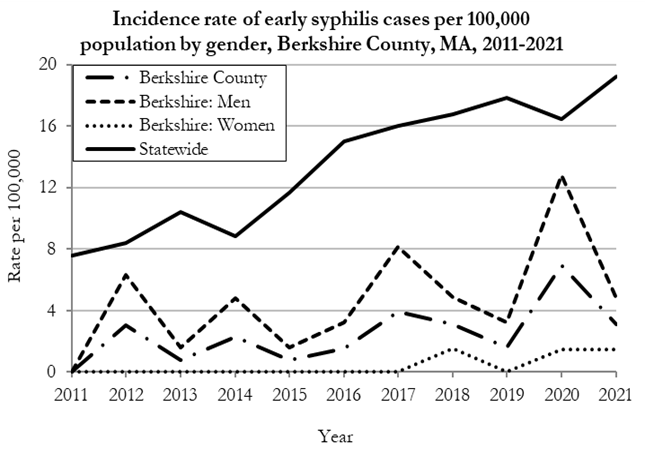 Incidence rate of early syphilis cases per 100,000
population by gender, Berkshire County, MA, 2011-2021
20
16
12
8
4
0
Rate per 100,000
Berkshire County
Berkshire: Men
Berkshire: Women
Statewide
2011 2012 2013 2014 2015 2016 2017 2018 2019 2020 2021
Year